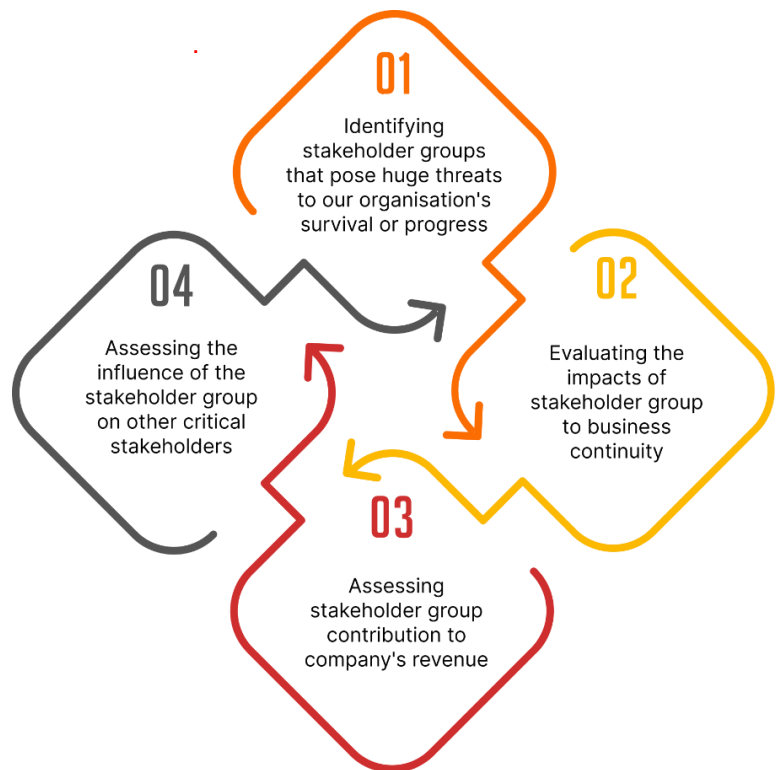 01
Identifying
stakeholder groups
that pose huge threats
to our organisation's
survival or progress
02
Evaluating the
impacts of
stakeholder group
to business
continuity
03
Assessing
stakeholder group
contribution to
company's revenue
04
Assessing the
influence of the
stakeholder group
on other critical
stakeholders